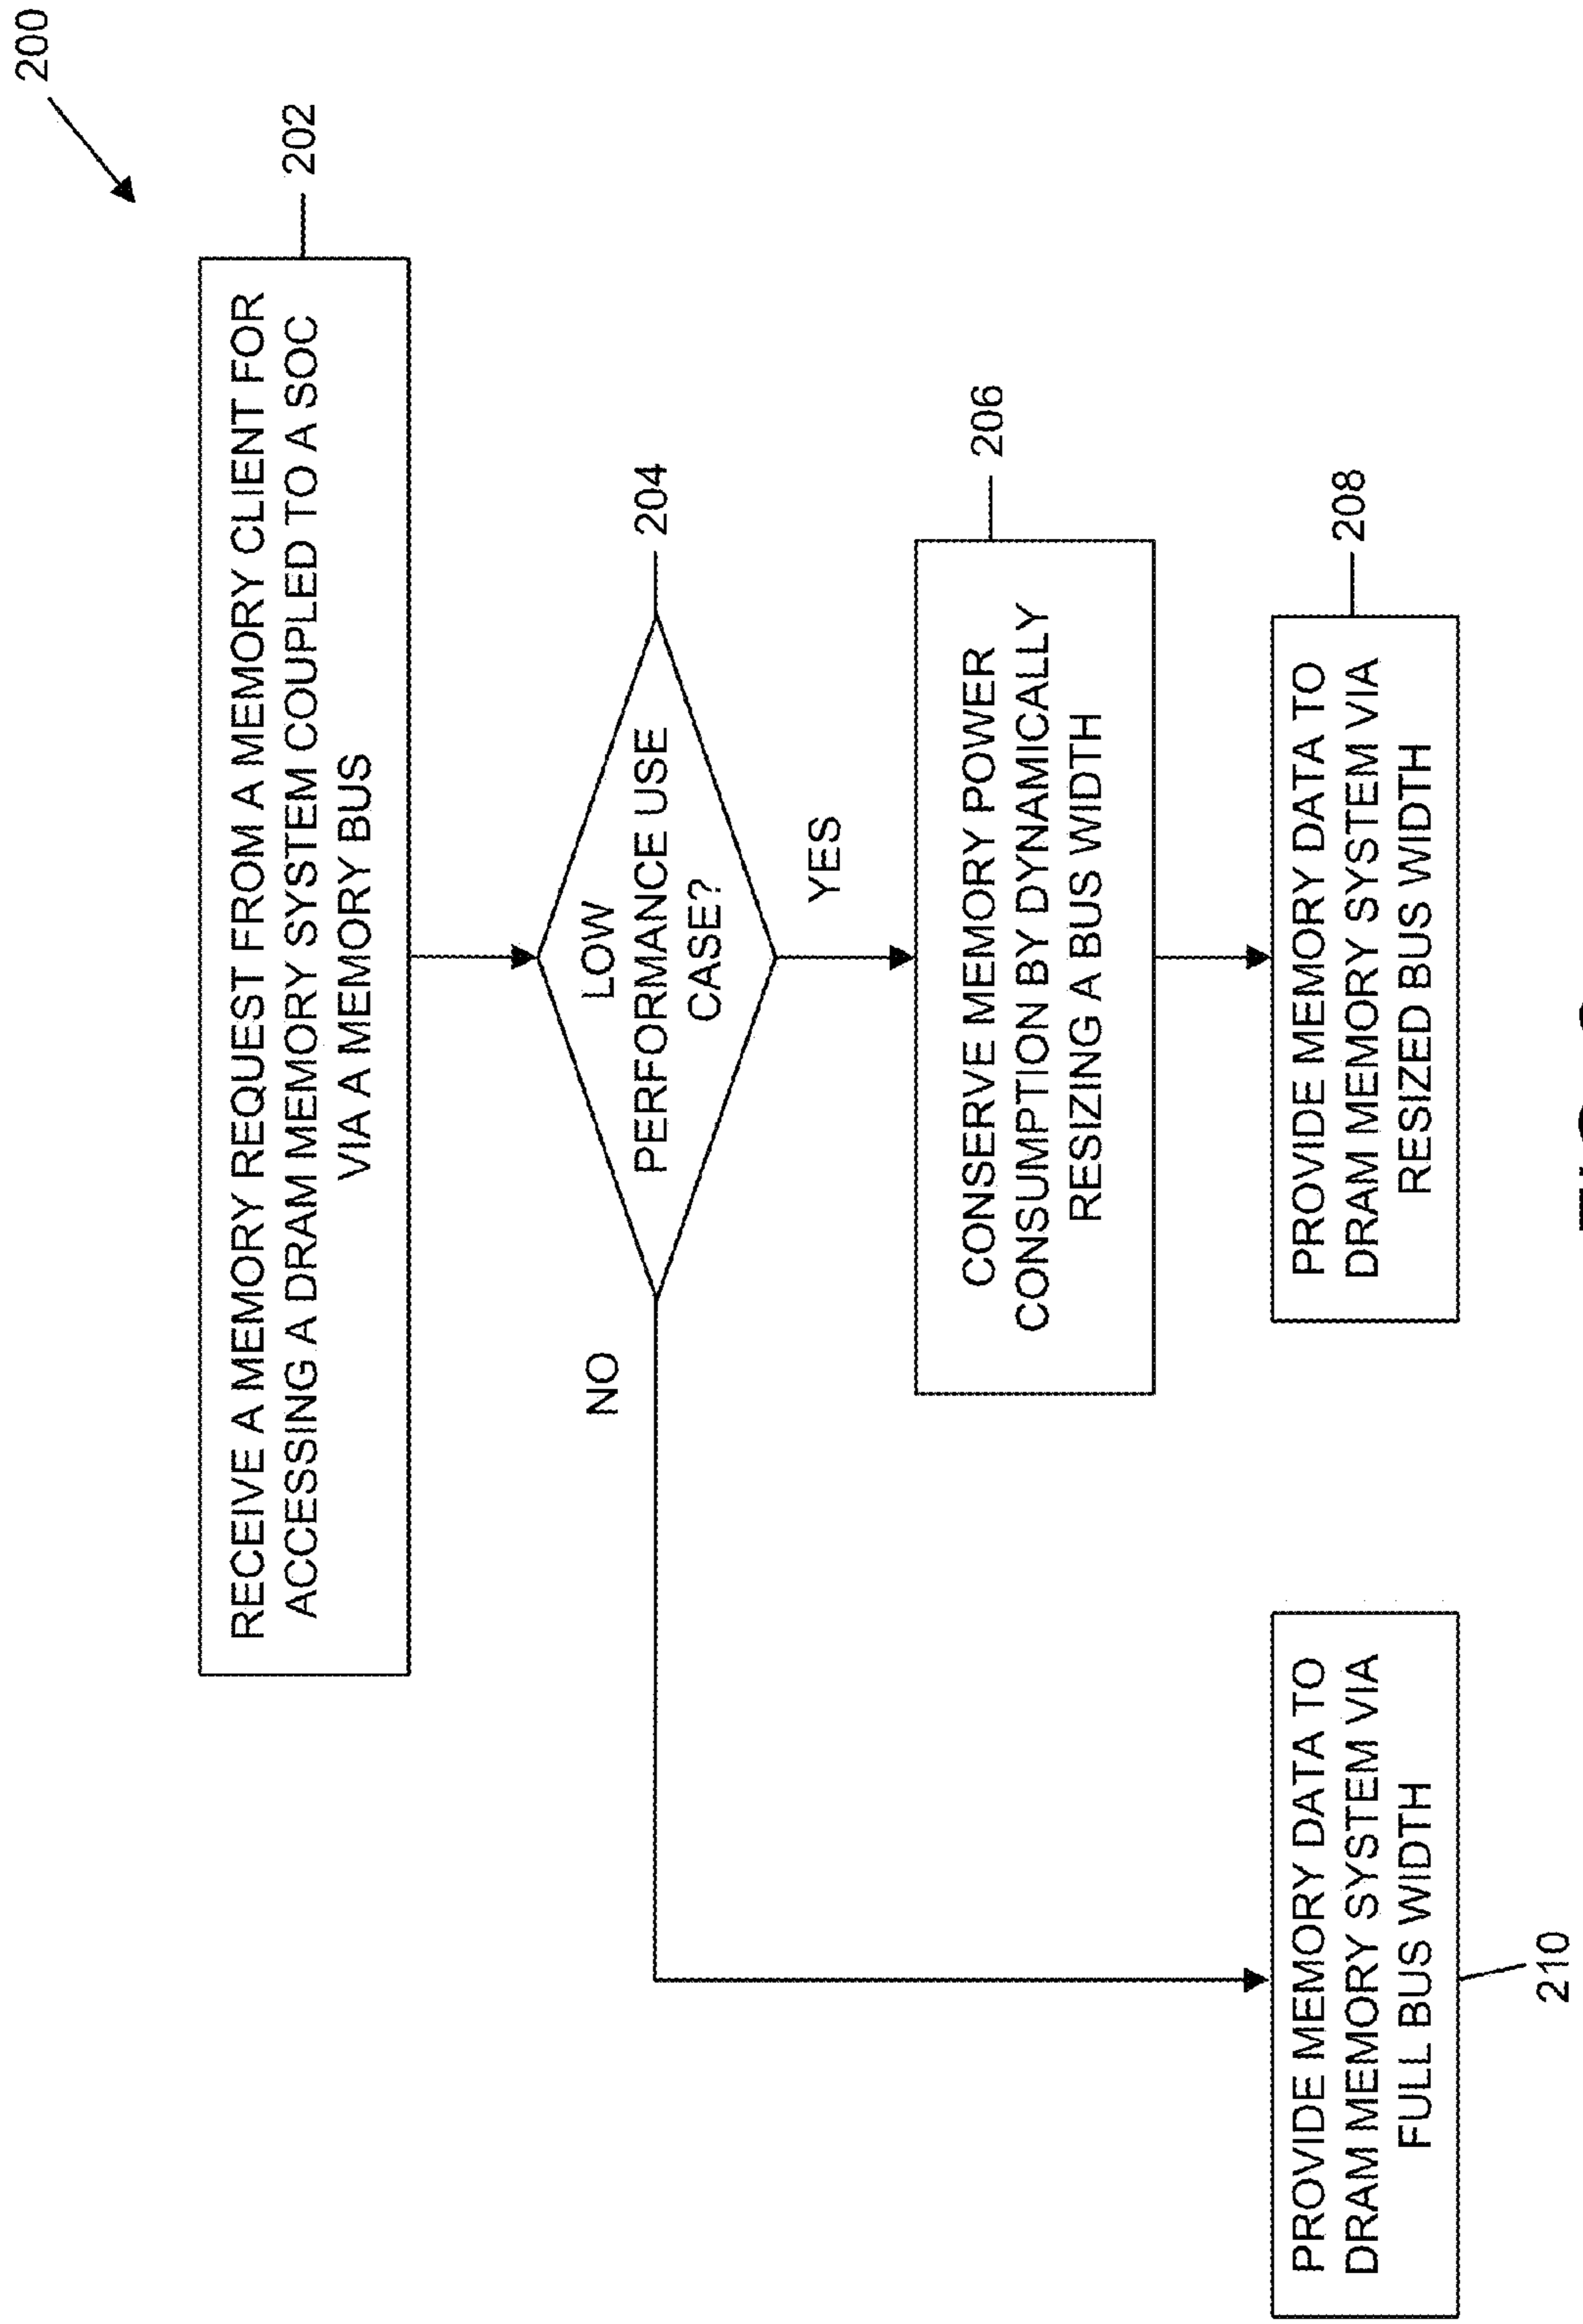 200
RECEIVE A MEMORY REQUEST FROM A MEMORY CLIENT FOR
ACCESSING A DRAM MEMORY SYSTEM COUPLED TO A SOC
VIA A MEMORY BUS
202
LOW
PERFORMANCE USE
CASE?
204
NO
YES
CONSERVE MEMORY POWER
CONSUMPTION BY DYNAMICALLY
RESIZING A BUS WIDTH
206
PROVIDE MEMORY DATA TO
DRAM MEMORY SYSTEM VIA
FULL BUS WIDTH
210
PROVIDE MEMORY DATA TO
DRAM MEMORY SYSTEM VIA
RESIZED BUS WIDTH
208